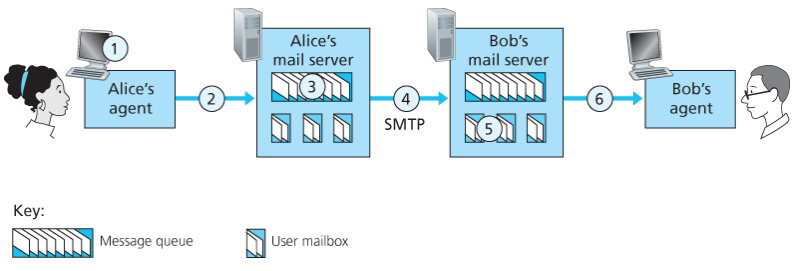 1
Alice's
agent
2
Alice's
mail server
3
4
SMTP
Bob's
mail server
5
6
Bob's
agent
Key:
Message queue
User mailbox